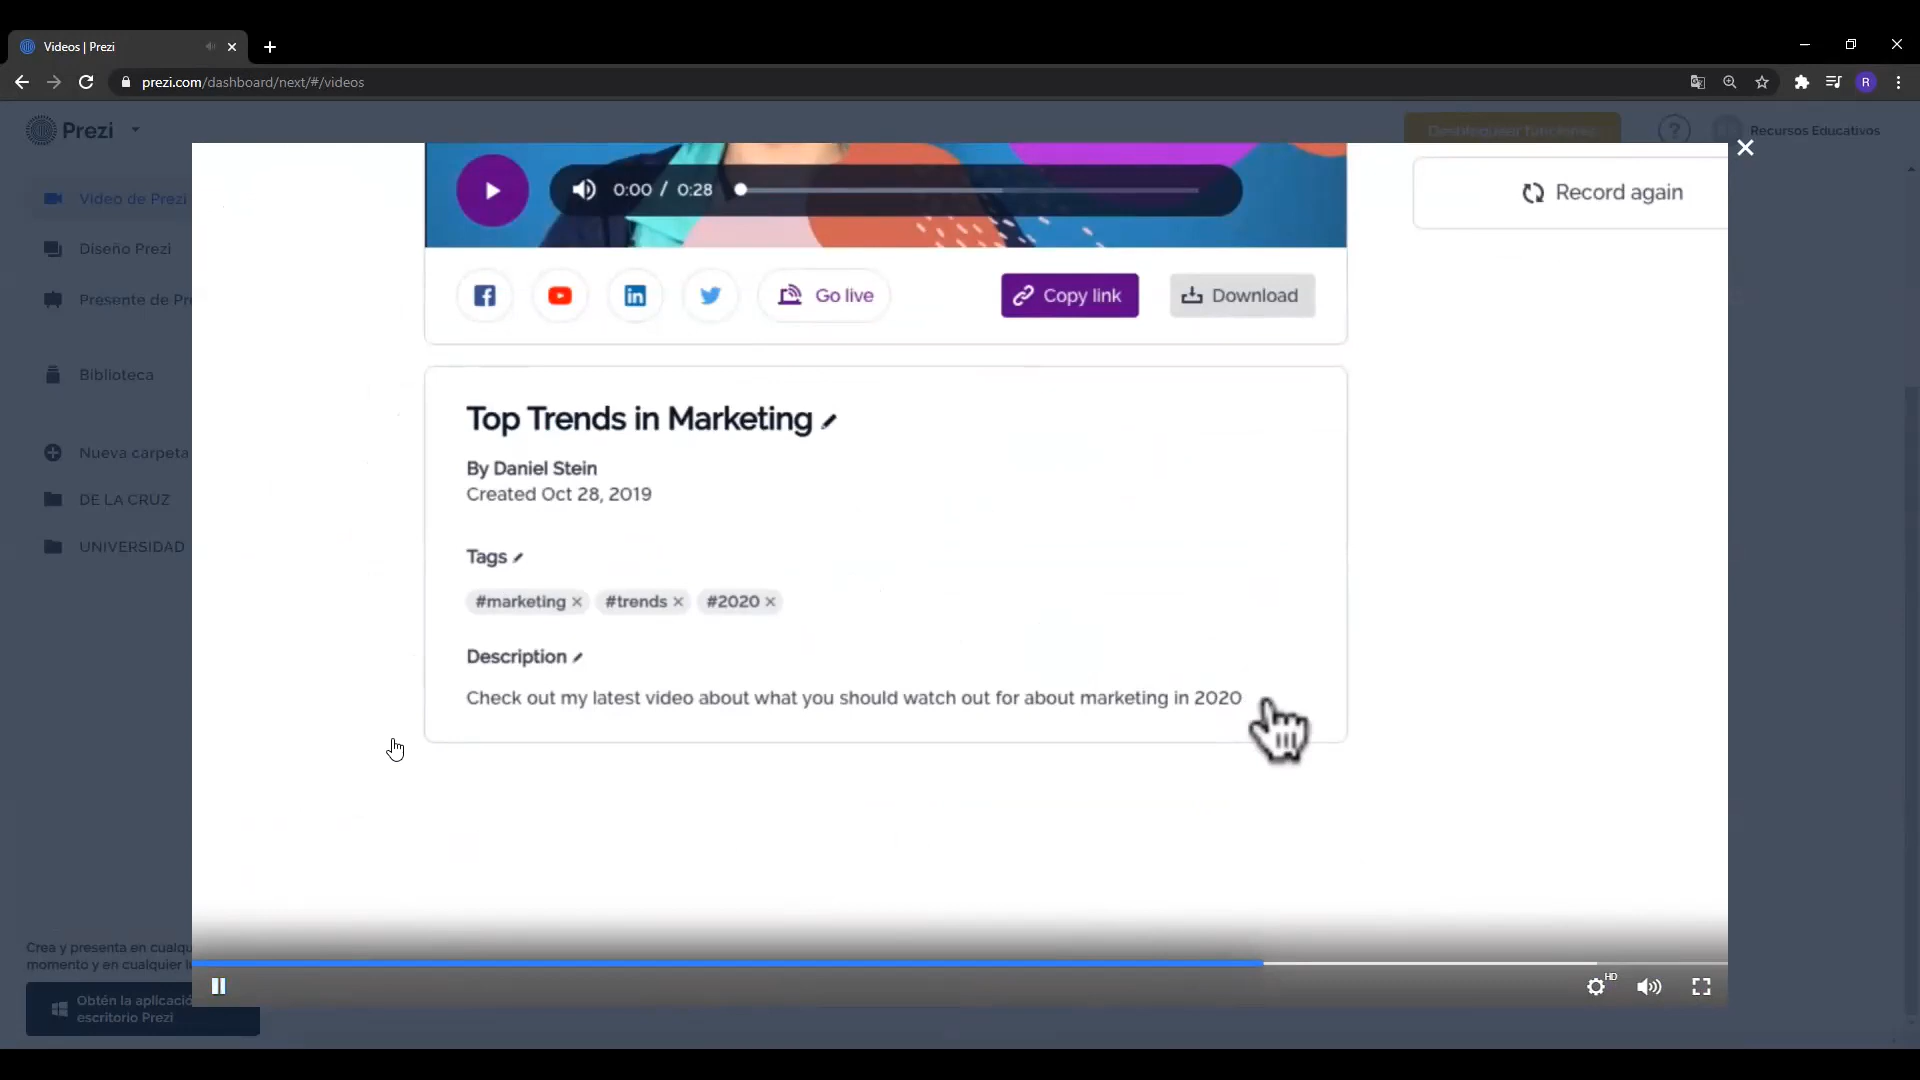 Videos | Prezi
prezi.com/dashboard/next/#/videos
R
Prezi
Desbloquear funciones
?
Recursos Educativos
Video de Prezi
Diseño Prezi
Presente de Pr
Biblioteca
Nueva carpeta
DE LA CRUZ
UNIVERSIDAD
0:00 / 0:28
Record again
Go live
Copy link
Download
Top Trends in Marketing
By Daniel Stein
Created Oct 28, 2019
Tags
#marketing × #trends × #2020 ×
Description
Check out my latest video about what you should watch out for about marketing in 2020
Crea y presenta en cualqu
momento y en cualquier l
Obtén la aplicació
escritorio Prezi
HD